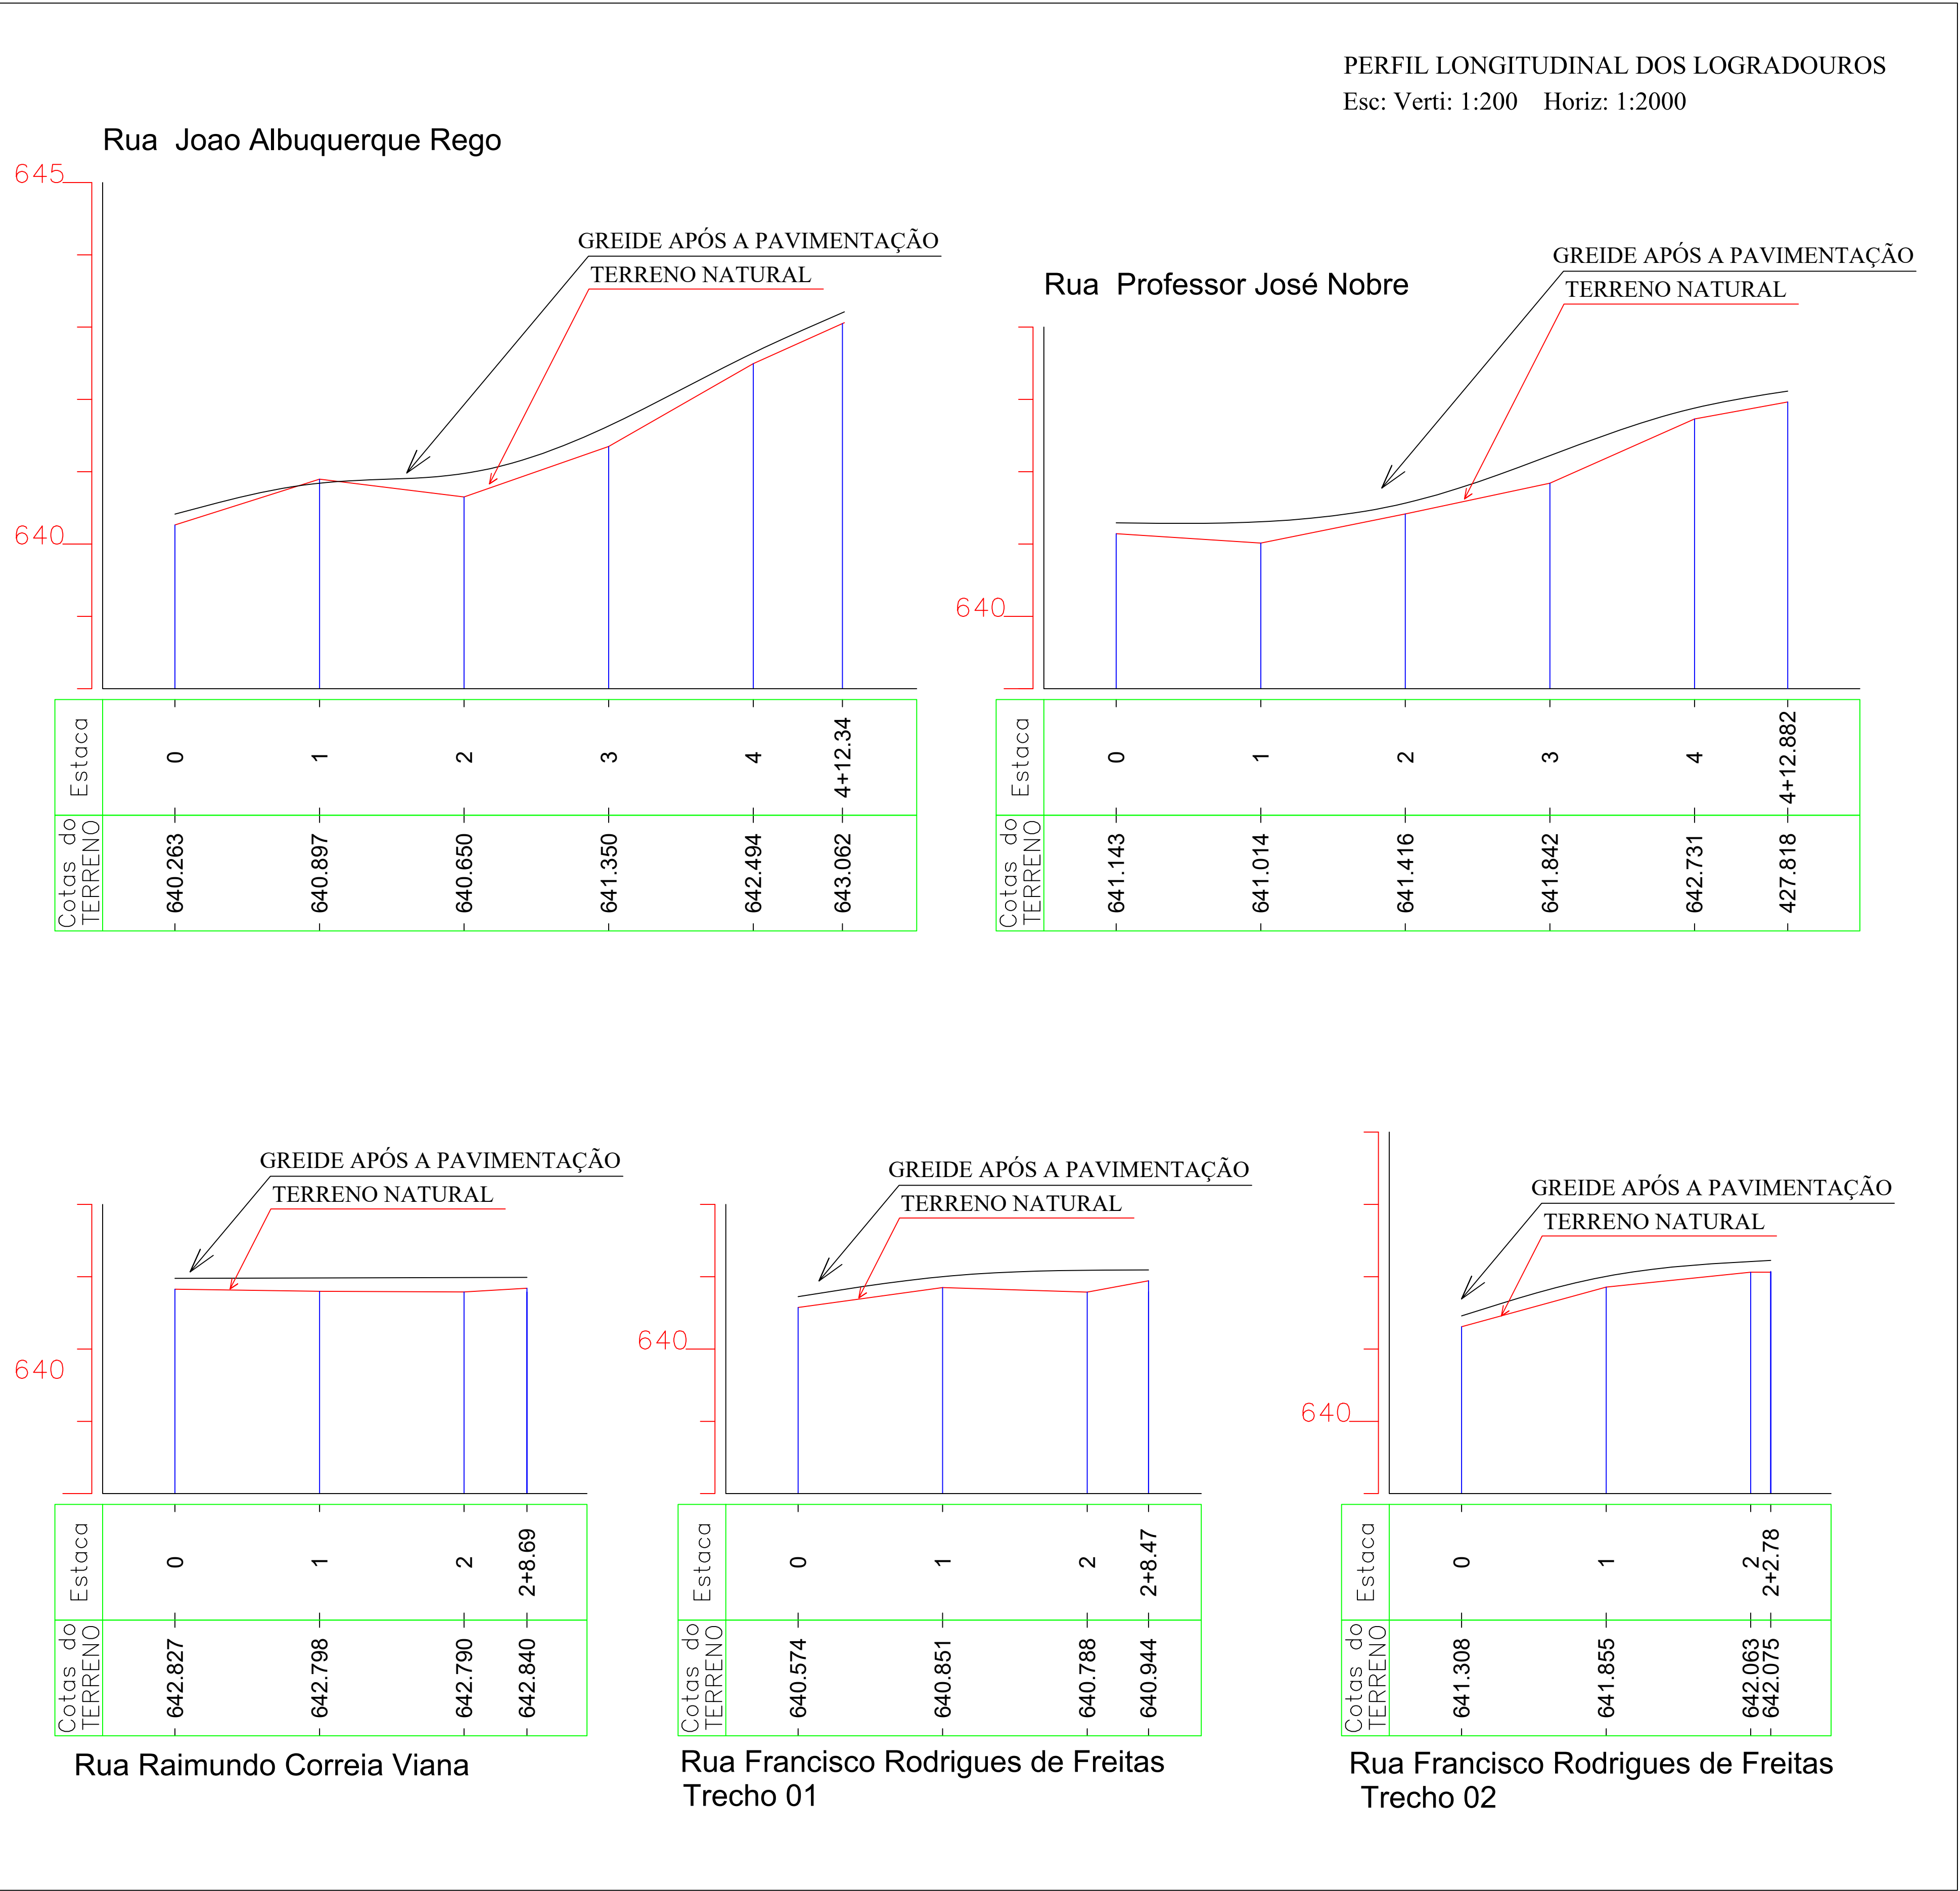 PERFIL LONGITUDINAL DOS LOGRADOUROS
Esc: Verti: 1:200 Horiz: 1:2000
Rua Joao Albuquerque Rego
645
640
GREIDE APÓS A PAVIMENTAÇÃO
TERRENO NATURAL
Estaca
0 1 2 3 4 4+12.34
Cotas do
TERRENO
640.263 640.897 640.650 641.350 642.494 643.062
Rua Professor José Nobre
640
GREIDE APÓS A PAVIMENTAÇÃO
TERRENO NATURAL
Estaca
0 1 2 3 4 4+12.882
Cotas do
TERRENO
641.143 641.014 641.416 641.842 642.731 427.818
GREIDE APÓS A PAVIMENTAÇÃO
TERRENO NATURAL
640
Estaca
0 1 2 2+8.69
Cotas do
TERRENO
642.827 642.798 642.790 642.840
Rua Raimundo Correia Viana
GREIDE APÓS A PAVIMENTAÇÃO
TERRENO NATURAL
640
Estaca
0 1 2 2+8.47
Cotas do
TERRENO
640.574 640.851 640.788 640.944
Rua Francisco Rodrigues de Freitas
Trecho 01
GREIDE APÓS A PAVIMENTAÇÃO
TERRENO NATURAL
640
Estaca
0 1 2 2+2.78
Cotas do
TERRENO
641.308 641.855 642.063 642.075
Rua Francisco Rodrigues de Freitas
Trecho 02